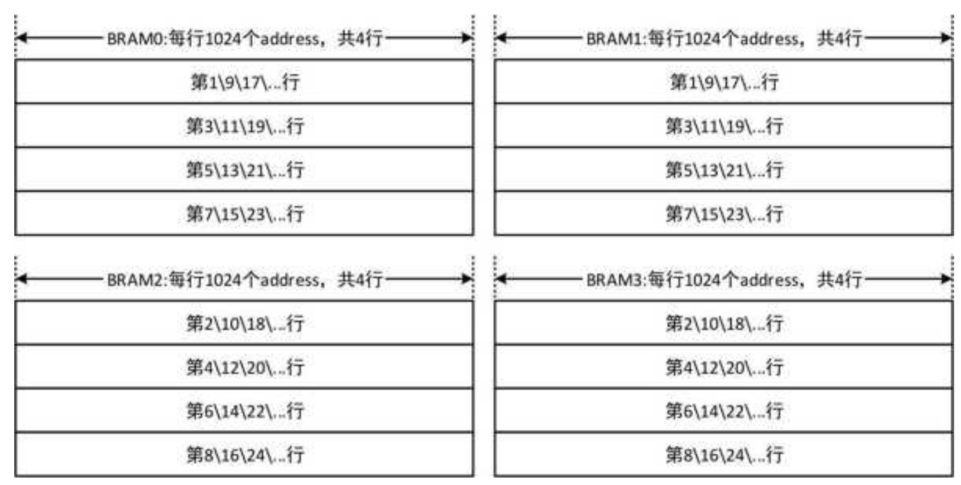 BRAM0:每行1024个address，共4行
第1\9\17\...行
第3\11\19\...行
第5\13\21\...行
第7\15\23\...行
BRAM1:每行1024个address，共4行
第1\9\17\...行
第3\11\19\...行
第5\13\21\...行
第7\15\23\...行
BRAM2:每行1024个address，共4行
第2\10\18\...行
第4\12\20\...行
第6\14\22\...行
第8\16\24\...行
BRAM3:每行1024个address，共4行
第2\10\18\...行
第4\12\20\...行
第6\14\22\...行
第8\16\24\...行